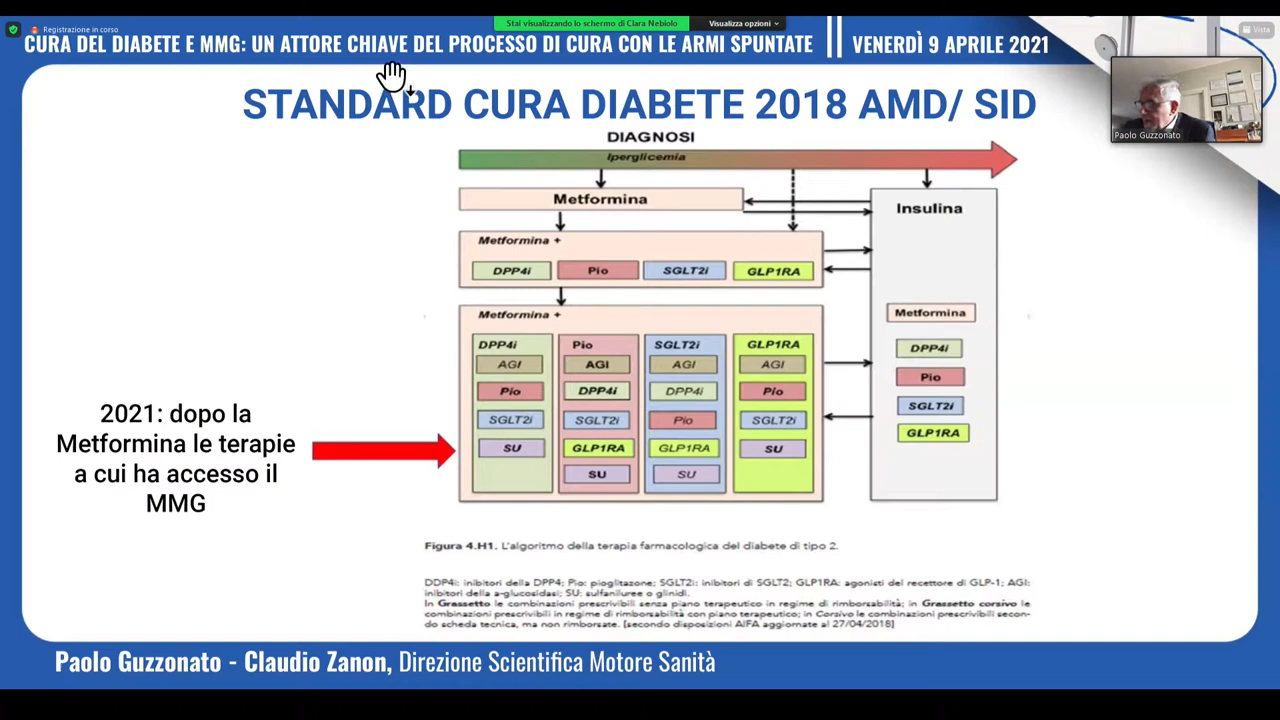 Registrazione in corso
Stai visualizzando lo schermo di Clara Nebiolo
Visualizza opzioni
Vista
CURA DEL DIABETE E MMG: UN ATTORE CHIAVE DEL PROCESSO DI CURA CON LE ARMI SPUNTATE
VENERDÌ 9 APRILE 2021
Paolo Guzzonato
STANDARD CURA DIABETE 2018 AMD/ SID
DIAGNOSI
Iperglicemia
Metformina
Insulina
Metformina +
DPP4i Pio SGLT2i GLP1RA
Metformina +
DPP4i Pio SGLT2i GLP1RA
AGI AGI AGI AGI
Pio DPP4i DPP4i Pio
SGLT2i SGLT2i Pio SGLT2i
SU GLP1RA GLP1RA SU
SU SU
Metformina
DPP4i
Pio
SGLT2i
GLP1RA
2021: dopo la
Metformina le terapie
a cui ha accesso il
MMG
Figura 4.H1. L'algoritmo della terapia farmacologica del diabete di tipo 2.
DDP4i: inibitori della DPP4; Pio: pioglitazone; SGLT2i: inibitori di SGLT2; GLP1RA: agonisti del recettore di GLP-1; AGI:
inibitori della a-glucosidasi; SU: sulfaniluree o glinidi.
In Grassetto le combinazioni prescrivibili senza piano terapeutico in regime di rimborsabilità; in Grassetto corsivo le
combinazioni prescrivibili in regime di rimborsabilità con piano terapeutico; in Corsivo le combinazioni prescrivibili secon-
do scheda tecnica, ma non rimborsate. [secondo disposizioni AIFA aggiornate al 27/04/2018]
Paolo Guzzonato - Claudio Zanon, Direzione Scientifica Motore Sanità